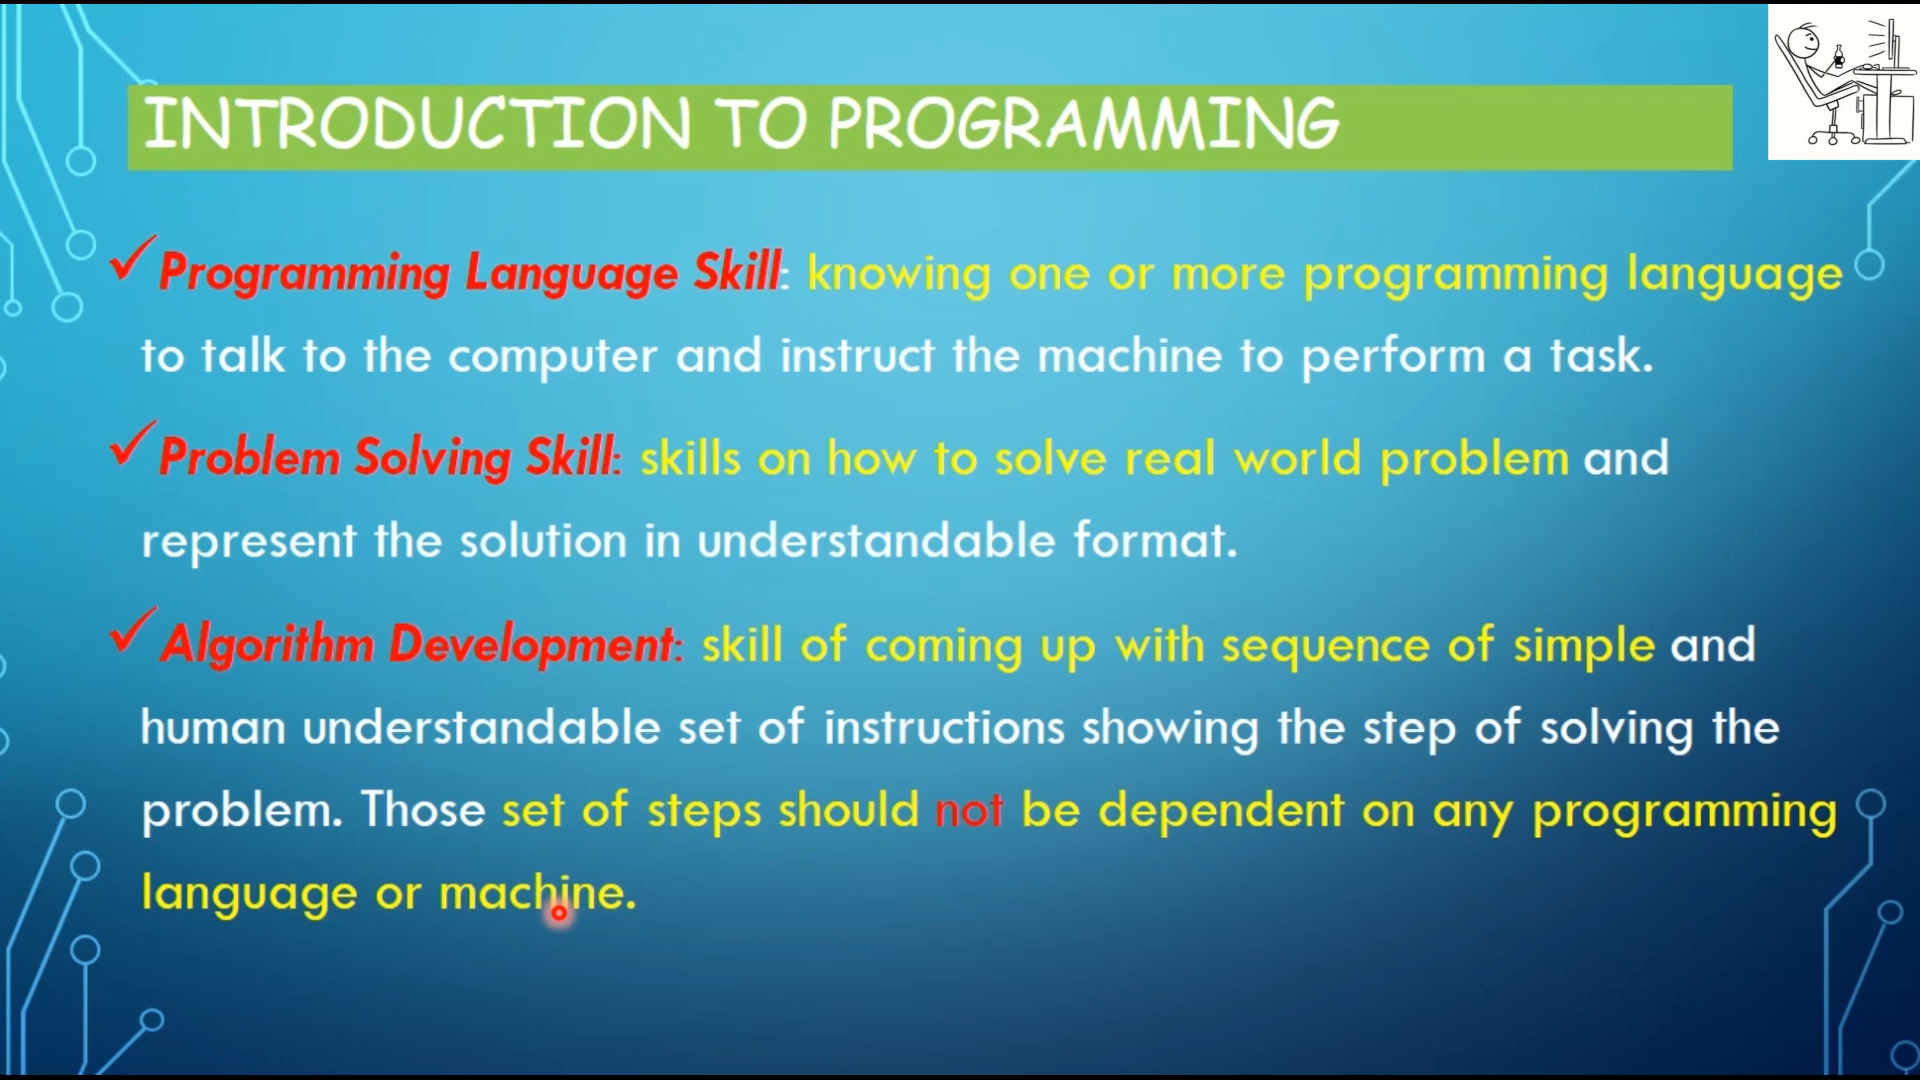 INTRODUCTION TO PROGRAMMING
Programming Language Skill: knowing one or more programming language
to talk to the computer and instruct the machine to perform a task.
Problem Solving Skill: skills on how to solve real world problem and
represent the solution in understandable format.
Algorithm Development: skill of coming up with sequence of simple and
human understandable set of instructions showing the step of solving the
problem. Those set of steps should not be dependent on any programming
language or machine.